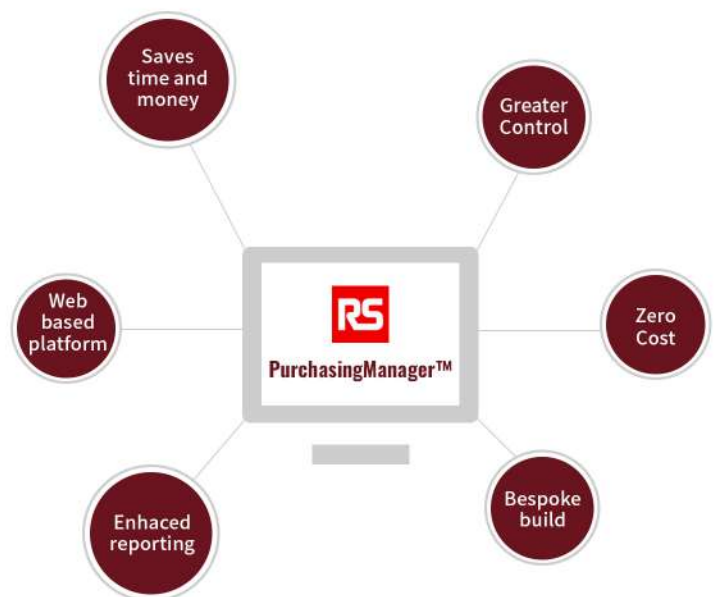 Saves
time and
money
Greater
Control
Web
based
platform
RS
PurchasingManager™
Zero
Cost
Enhaced
reporting
Bespoke
build